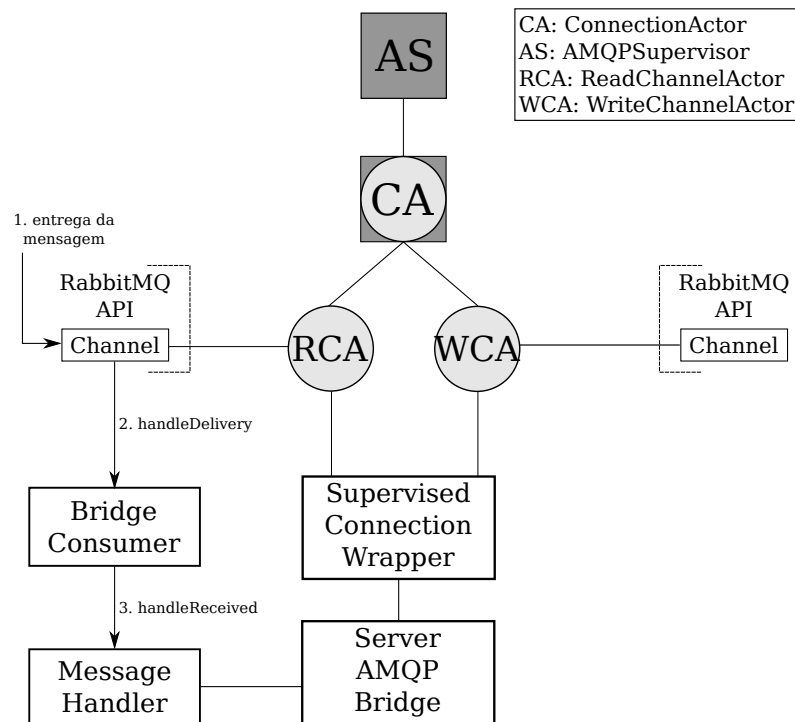 AS
CA: ConnectionActor
AS: AMQPSupervisor
RCA: ReadChannelActor
WCA: WriteChannelActor
CA
1. entrega da
mensagem
RabbitMQ
API
Channel
RCA
WCA
RabbitMQ
API
Channel
2. handleDelivery
Bridge
Consumer
Supervised
Connection
Wrapper
3. handleReceived
Message
Handler
Server
AMQP
Bridge